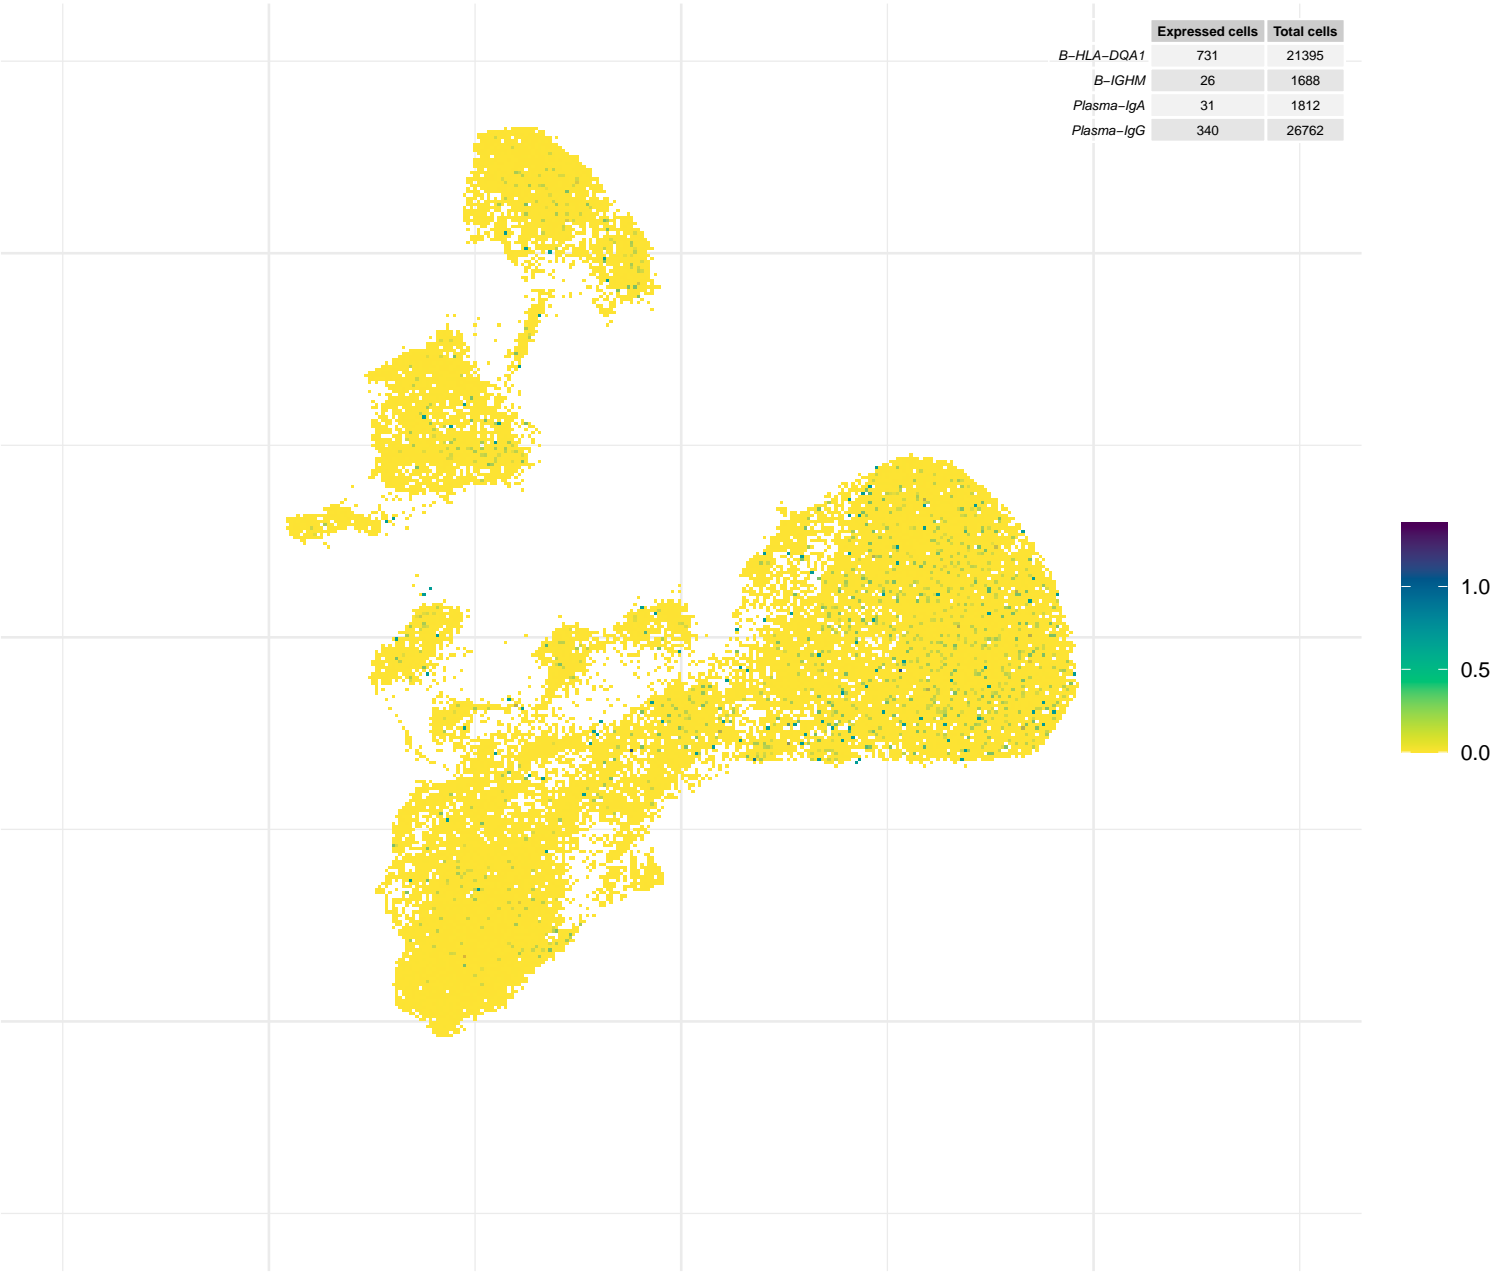 Expressed cells Total cells
B−HLA−DQA1 731 21395
B−IGHM 26 1688
Plasma−IgA 31 1812
Plasma−IgG 340 26762
1.0
0.5
0.0